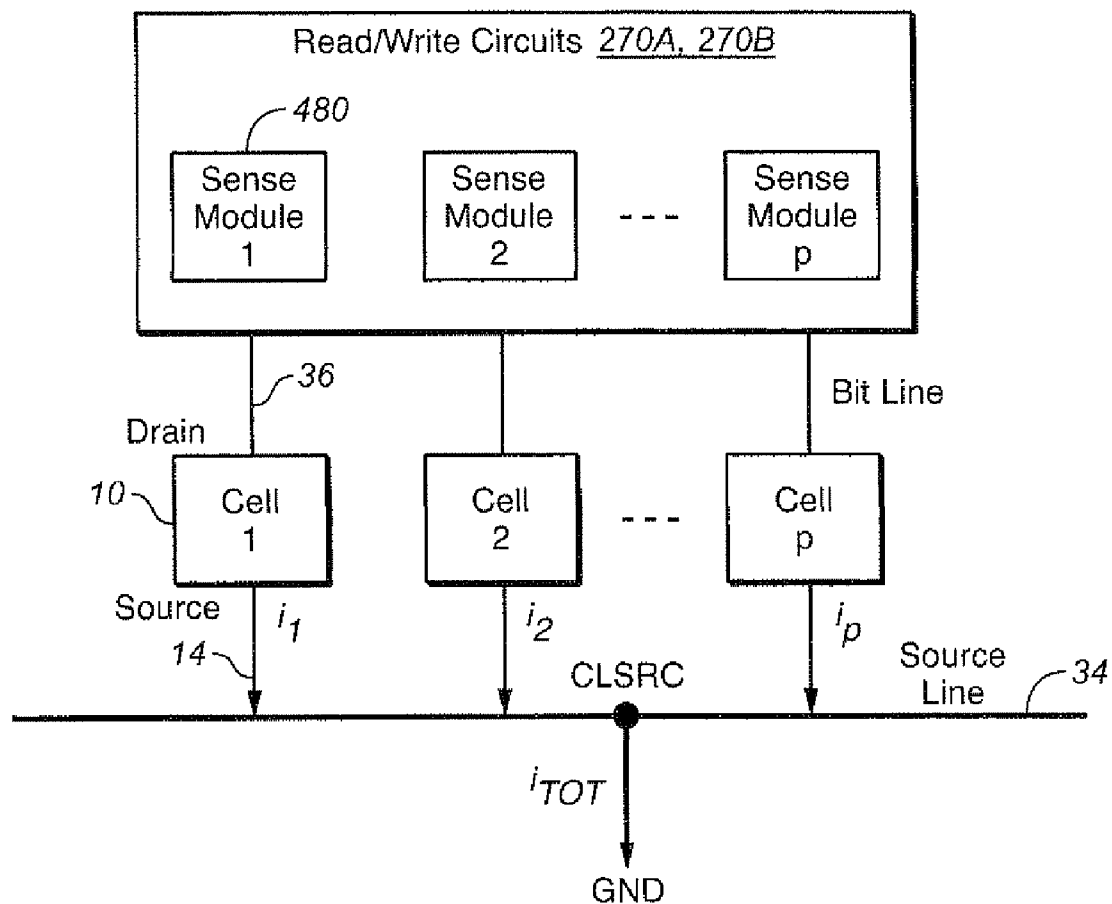 Read/Write Circuits 270A, 270B
480
Sense Module 1
Sense Module 2
Sense Module p
36
Bit Line
Drain
10
Cell 1
Cell 2
Cell p
Source
i1
i2
ip
14
CLSRC
Source Line
34
iTOT
GND